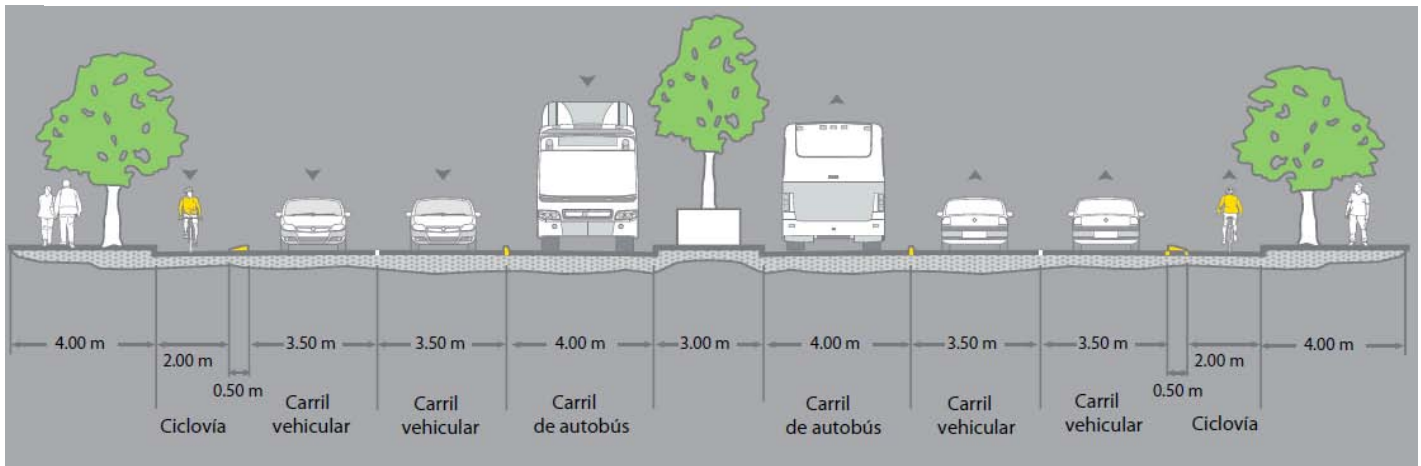 4.00 m
2.00 m
0.50 m
3.50 m
3.50 m
4.00 m
3.00 m
4.00 m
3.50 m
3.50 m
0.50 m
2.00 m
4.00 m
Ciclovía
Carril
vehicular
Carril
vehicular
Carril
de autobús
Carril
de autobús
Carril
vehicular
Carril
vehicular
Ciclovía